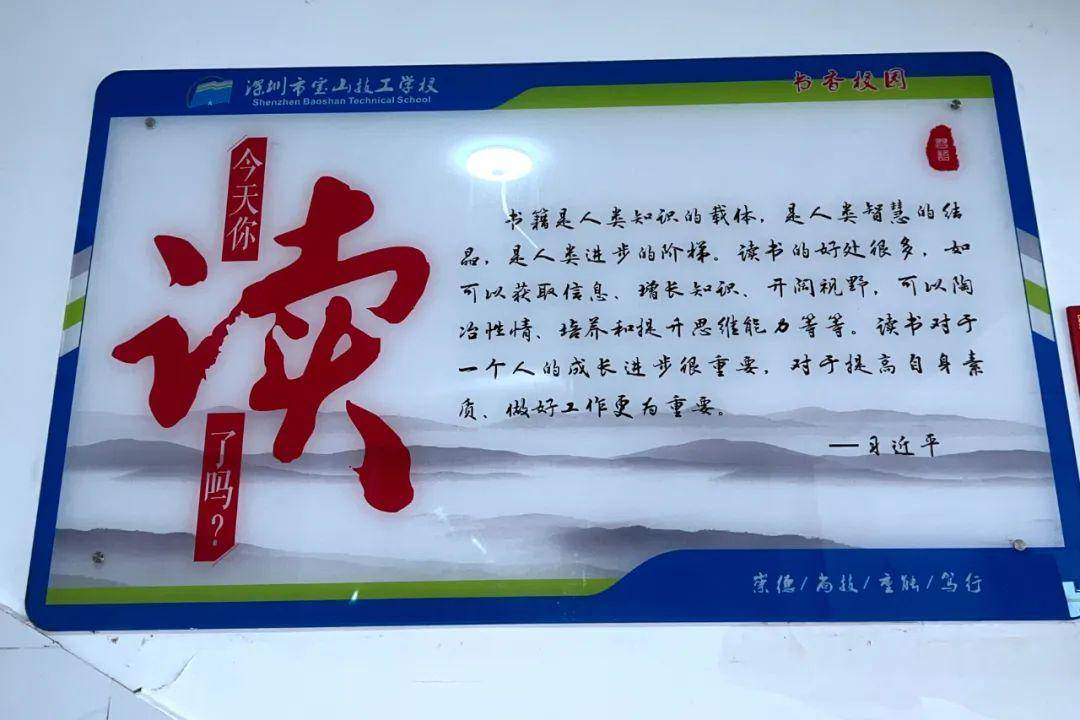 深圳市宝山技工学校
Shenzhen Baoshan Technical School
书香校园
今天你
读
了吗?
书籍是人类知识的载体，是人类智慧的结
晶，是人类进步的阶梯。读书的好处很多，如
可以获取信息、增长知识、开阔视野，可以陶
冶性情、培养和提升思维能力等等。读书对于
一个人的成长进步很重要，对于提高自身素
质、做好工作更为重要。
——习近平
崇德/尚技/重能/笃行